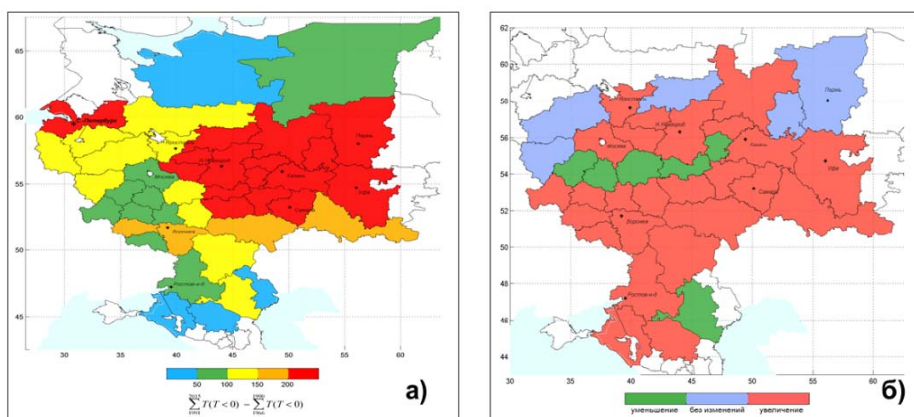 65
60
55
50
45
30 35 40 45 50 55 60
С.-Петербург
Н.Новгород
Пермь
Москва
Казань
Уфа
Самара
Воронеж
Ростов-н-Д
50 100 150 200
∑ T(T < 0) − ∑ T(T < 0)
а)
62
60
58
56
54
52
50
48
46
44
30 35 40 45 50 55 60
Ярославль
Пермь
Н.Новгород
Москва
Казань
Уфа
Самара
Воронеж
Ростов-н-Д
уменьшение без изменений увеличение
б)